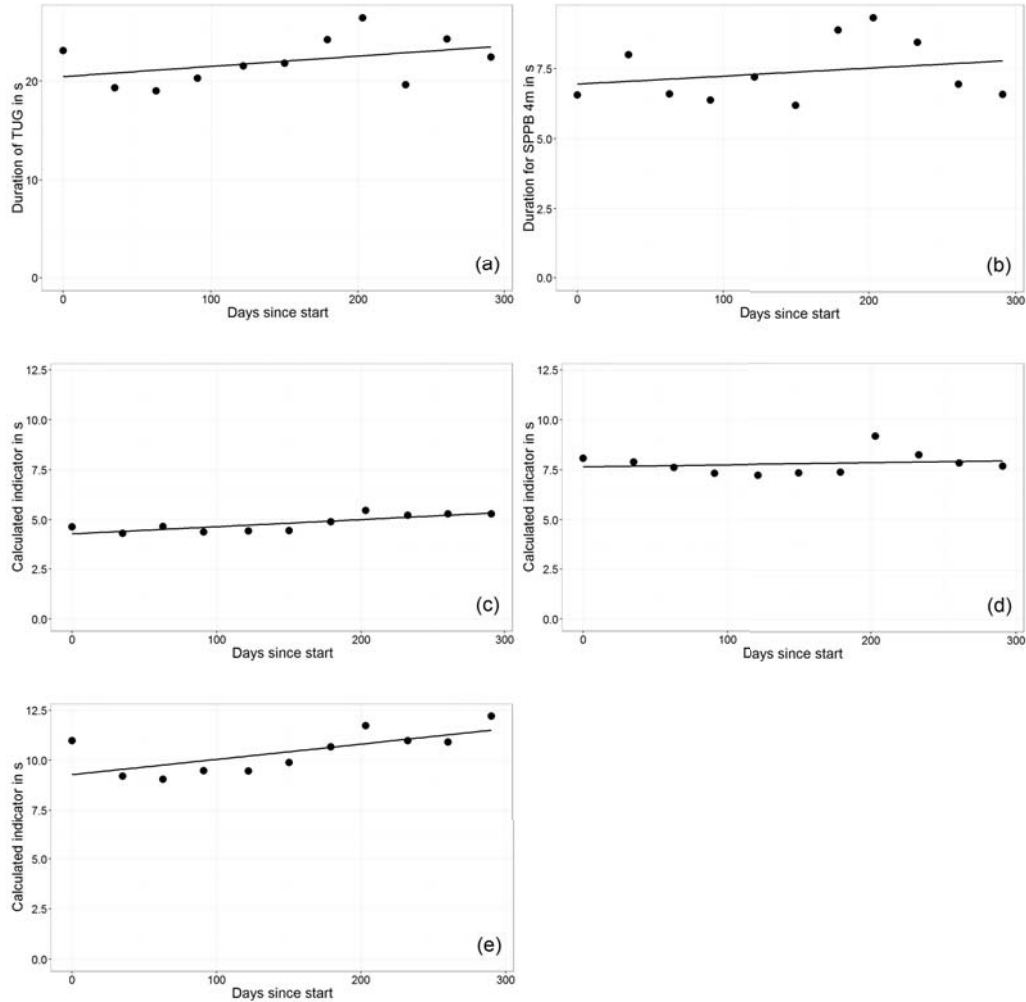 Duration of TUG in s
20
10
0
0 100 200 300
Days since start
(a)
Duration for SPPB 4m in s
7.5
5.0
2.5
0.0
0 100 200 300
Days since start
(b)
Calculated indicator in s
12.5
10.0
7.5
5.0
2.5
0.0
0 100 200 300
Days since start
(c)
Calculated indicator in s
12.5
10.0
7.5
5.0
2.5
0.0
0 100 200 300
Days since start
(d)
Calculated indicator in s
12.5
10.0
7.5
5.0
2.5
0.0
0 100 200 300
Days since start
(e)